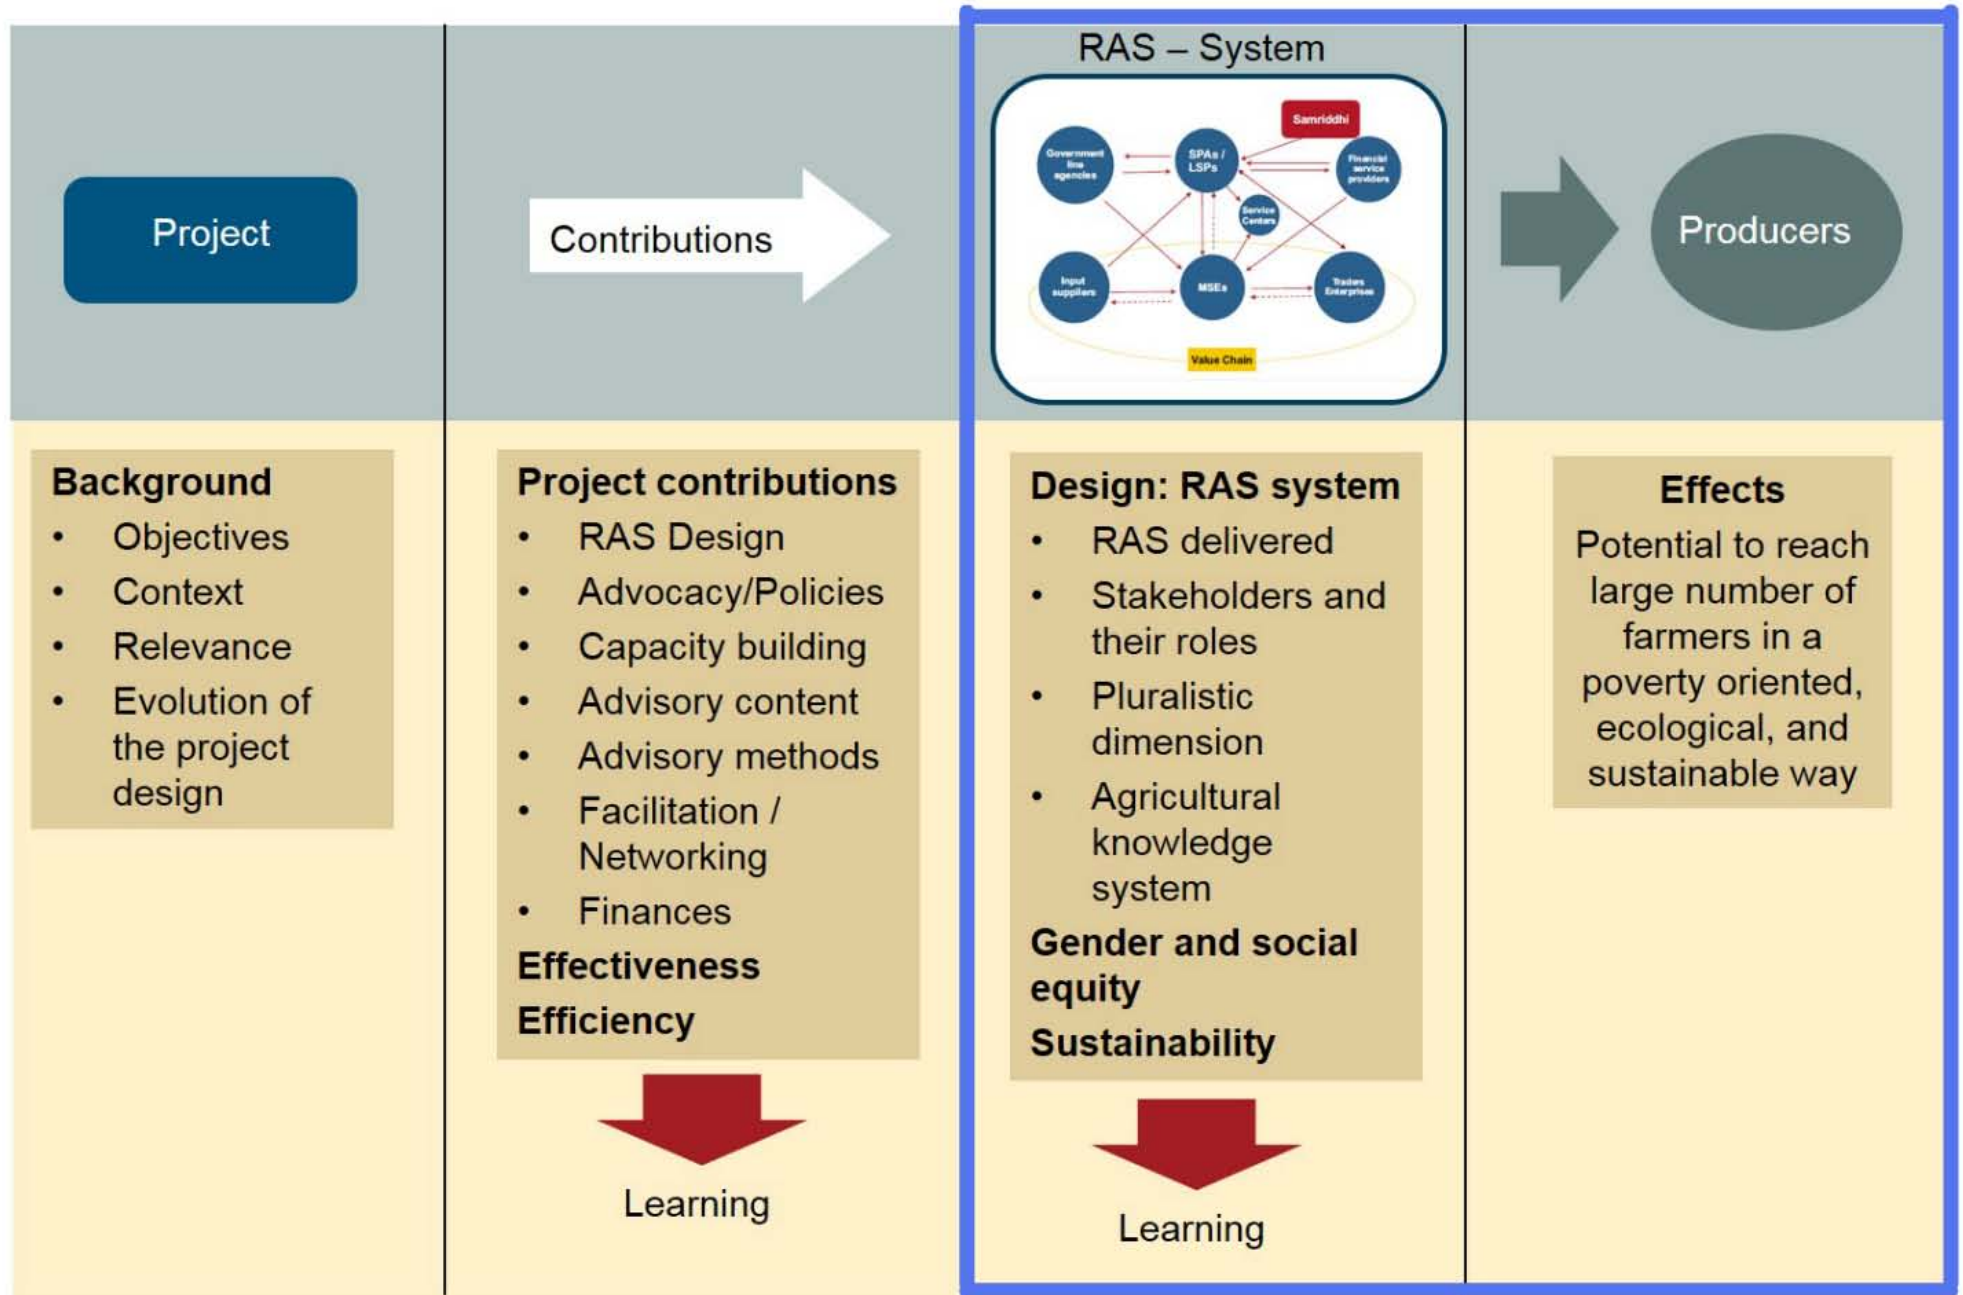 RAS – System
Project
Contributions
Samriddhi
Government
line
agencies
SPAs /
LSPs
Financial
service
providers
Service
Centers
Input
suppliers
MSEs
Traders
Enterprises
Value Chain
Producers
Background
• Objectives
• Context
• Relevance
• Evolution of
the project
design
Project contributions
• RAS Design
• Advocacy/Policies
• Capacity building
• Advisory content
• Advisory methods
• Facilitation /
Networking
• Finances
Effectiveness
Efficiency
Learning
Design: RAS system
• RAS delivered
• Stakeholders and
their roles
• Pluralistic
dimension
• Agricultural
knowledge
system
Gender and social
equity
Sustainability
Learning
Effects
Potential to reach
large number of
farmers in a
poverty oriented,
ecological, and
sustainable way